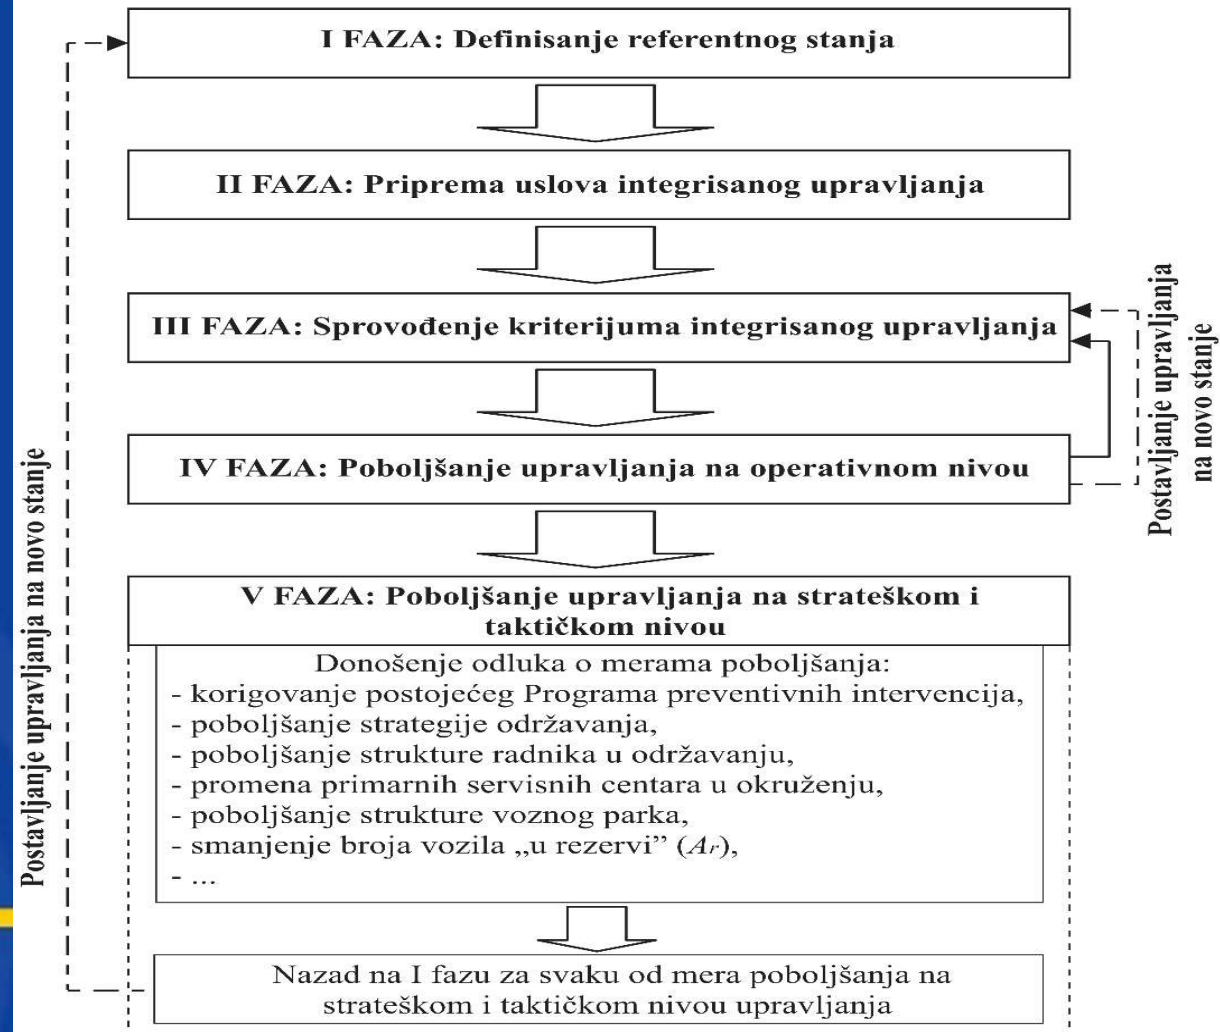 I FAZA: Definisanje referentnog stanja
II FAZA: Priprema uslova integrisanog upravljanja
III FAZA: Sprovođenje kriterijuma integrisanog upravljanja
Postavljanje upravljanja
na novo stanje
IV FAZA: Poboljšanje upravljanja na operativnom nivou
Postavljanje upravljanja na novo stanje
V FAZA: Poboljšanje upravljanja na strateškom i
taktičkom nivou
Donošenje odluka o merama poboljšanja:
- korigovanje postojećeg Programa preventivnih intervencija,
- poboljšanje strategije održavanja,
- poboljšanje strukture radnika u održavanju,
- promena primarnih servisnih centara u okruženju,
- poboljšanje strukture voznog parka,
- smanjenje broja vozila „u rezervi” (Ar),
- ...
Nazad na I fazu za svaku od mera poboljšanja na
strateškom i taktičkom nivou upravljanja